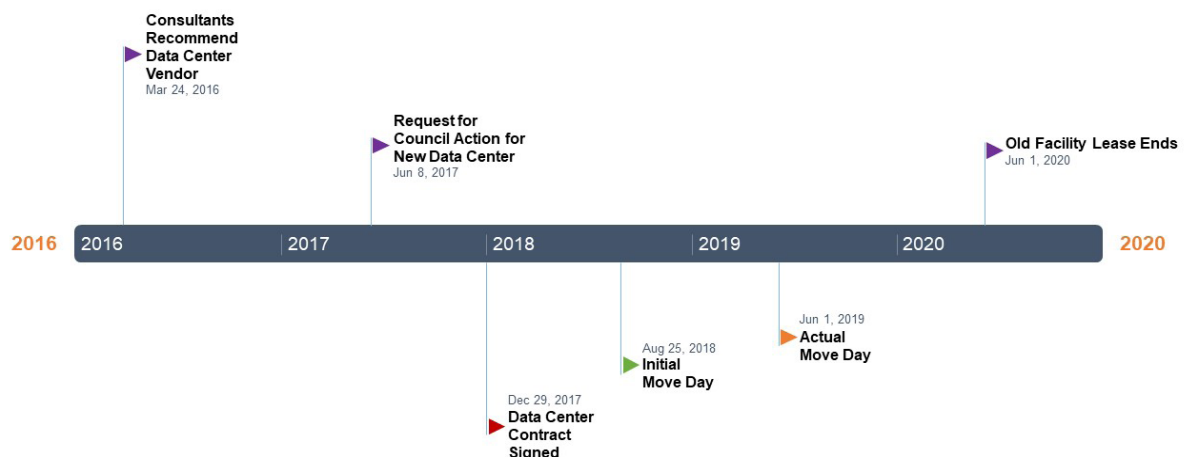 Consultants
Recommend
Data Center
Vendor
Mar 24, 2016
Request for
Council Action for
New Data Center
Jun 8, 2017
Old Facility Lease Ends
Jun 1, 2020
2016
2016
2017
2018
2019
2020
2020
Jun 1, 2019
Actual
Move Day
Aug 25, 2018
Initial
Move Day
Dec 29, 2017
Data Center
Contract
Signed